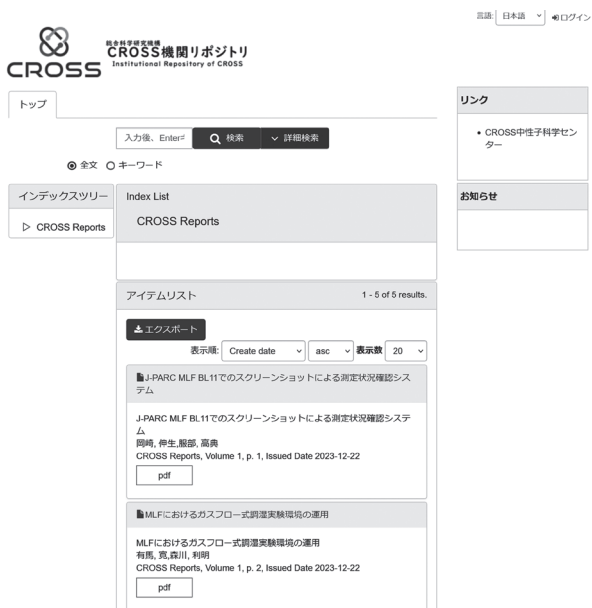 言語: 日本語 ログイン
CROSS
総合科学研究機構
CROSS機関リポジトリ
Institutional Repository of CROSS
トップ
入力後、Enterキ 検索 詳細検索
全文 キーワード
インデックスツリー
CROSS Reports
Index List
CROSS Reports
アイテムリスト 1 - 5 of 5 results.
エクスポート
表示順: Create date asc 表示数 20
J-PARC MLF BL11でのスクリーンショットによる測定状況確認シス
テム
J-PARC MLF BL11でのスクリーンショットによる測定状況確認システ
ム
岡崎, 伸生,服部, 高典
CROSS Reports, Volume 1, p. 1, Issued Date 2023-12-22
pdf
MLFにおけるガスフロー式調湿実験環境の運用
MLFにおけるガスフロー式調湿実験環境の運用
有馬, 寛,森川, 利明
CROSS Reports, Volume 1, p. 2, Issued Date 2023-12-22
pdf
リンク
CROSS中性子科学セン
ター
お知らせ